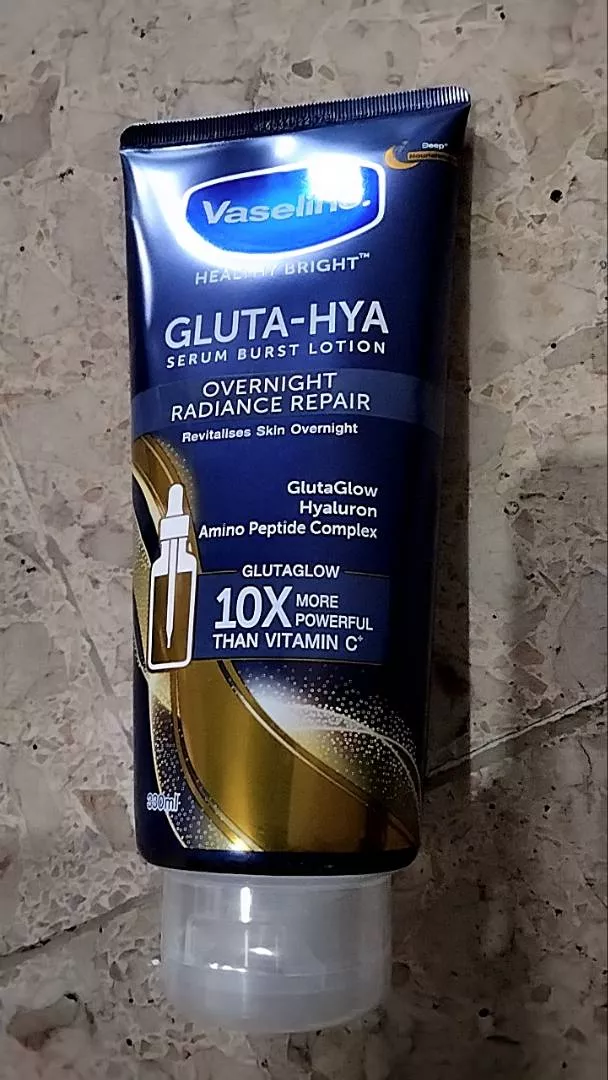 Deep+
Vaseline.
HEALTHY BRIGHT™
GLUTA-HYA
SERUM BURST LOTION
OVERNIGHT
RADIANCE REPAIR
Revitalises Skin Overnight
GlutaGlow
Hyaluron
Amino Peptide Complex
GLUTAGLOW
10X MORE
POWERFUL
THAN VITAMIN C+